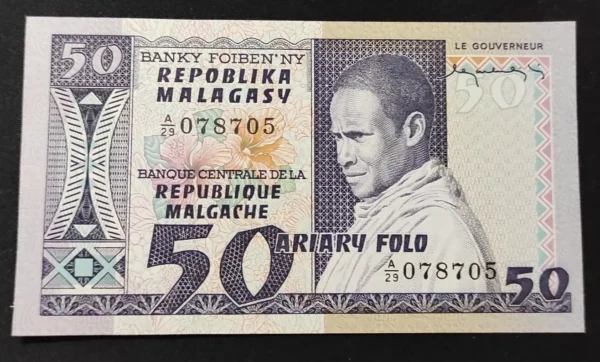 50
LE GOUVERNEUR
BANKY FOIBEN'NY
REPOBLIKA
MALAGASY
50
A/29 078705
BANQUE CENTRALE DE LA
REPUBLIQUE
MALGACHE
50 ARIARY FOLO
A/29 078705 50